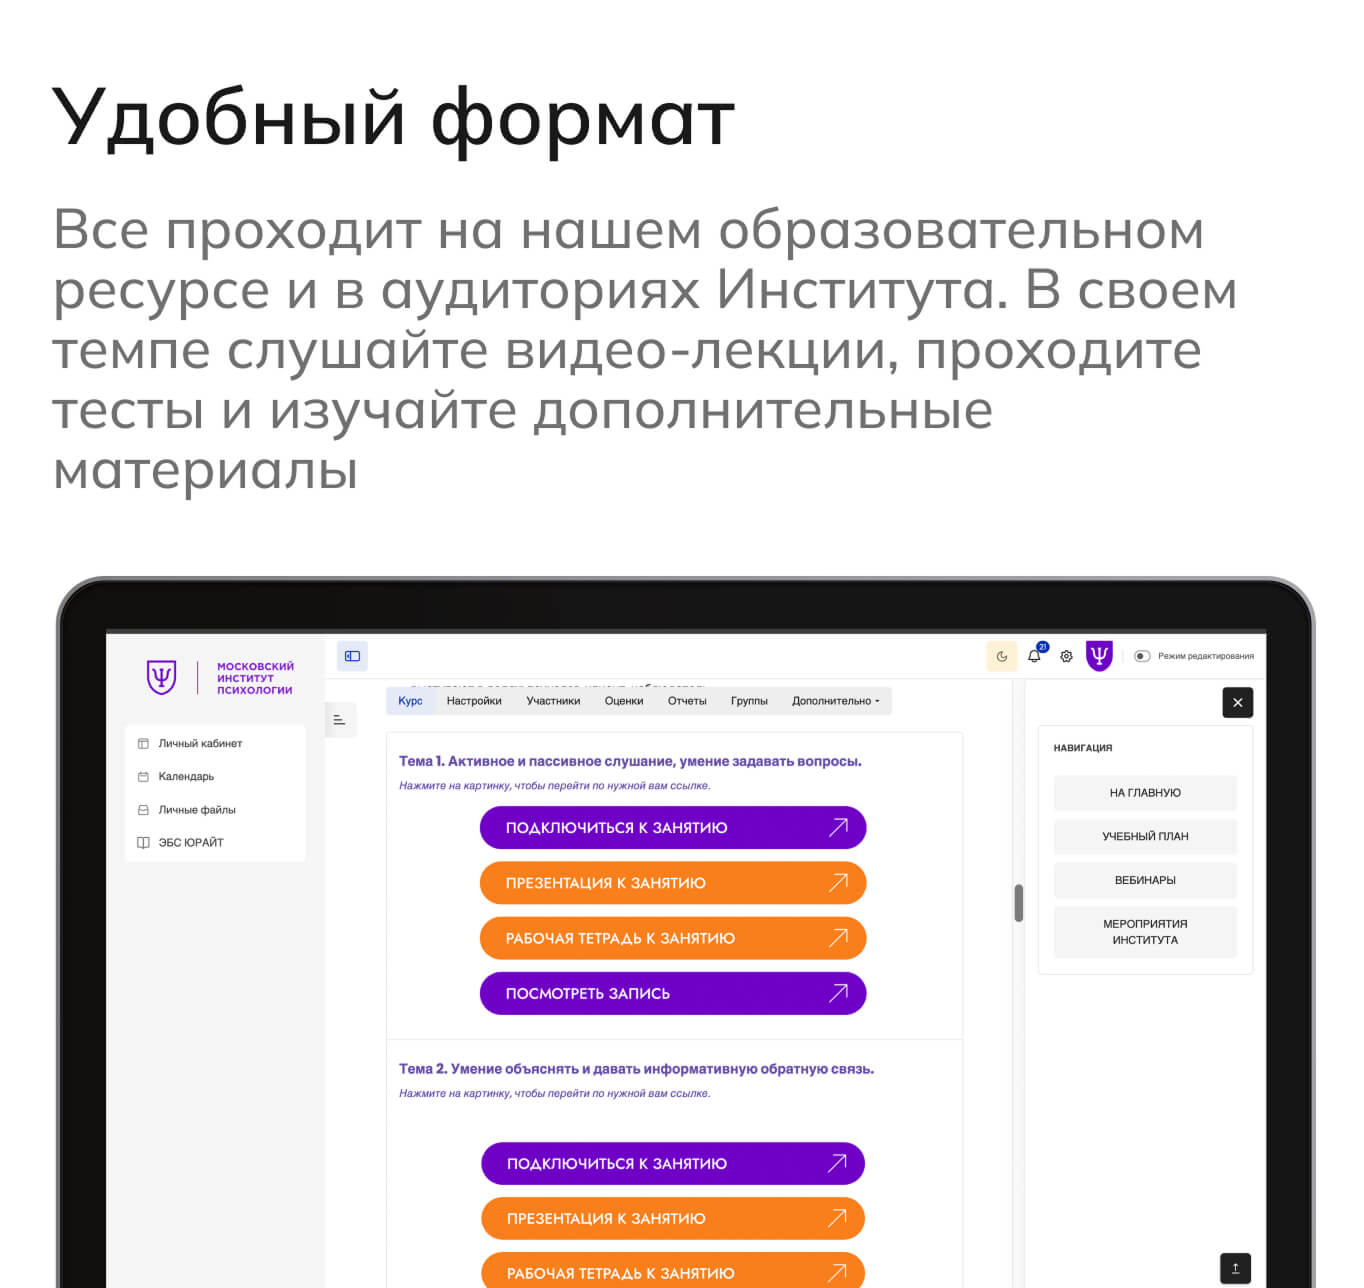 Удобный формат
Все проходит на нашем образовательном
ресурсе и в аудиториях Института. В своем
темпе слушайте видео-лекции, проходите
тесты и изучайте дополнительные
материалы
МОСКОВСКИЙ
ИНСТИТУТ
ПСИХОЛОГИИ
Личный кабинет
Календарь
Личные файлы
ЭБС ЮРАЙТ
21
Режим редактирования
Курс Настройки Участники Оценки Отчеты Группы Дополнительно
Тема 1. Активное и пассивное слушание, умение задавать вопросы.
Нажмите на картинку, чтобы перейти по нужной вам ссылке.
ПОДКЛЮЧИТЬСЯ К ЗАНЯТИЮ
ПРЕЗЕНТАЦИЯ К ЗАНЯТИЮ
РАБОЧАЯ ТЕТРАДЬ К ЗАНЯТИЮ
ПОСМОТРЕТЬ ЗАПИСЬ
Тема 2. Умение объяснять и давать информативную обратную связь.
Нажмите на картинку, чтобы перейти по нужной вам ссылке.
ПОДКЛЮЧИТЬСЯ К ЗАНЯТИЮ
ПРЕЗЕНТАЦИЯ К ЗАНЯТИЮ
РАБОЧАЯ ТЕТРАДЬ К ЗАНЯТИЮ
НАВИГАЦИЯ
НА ГЛАВНУЮ
УЧЕБНЫЙ ПЛАН
ВЕБИНАРЫ
МЕРОПРИЯТИЯ
ИНСТИТУТА